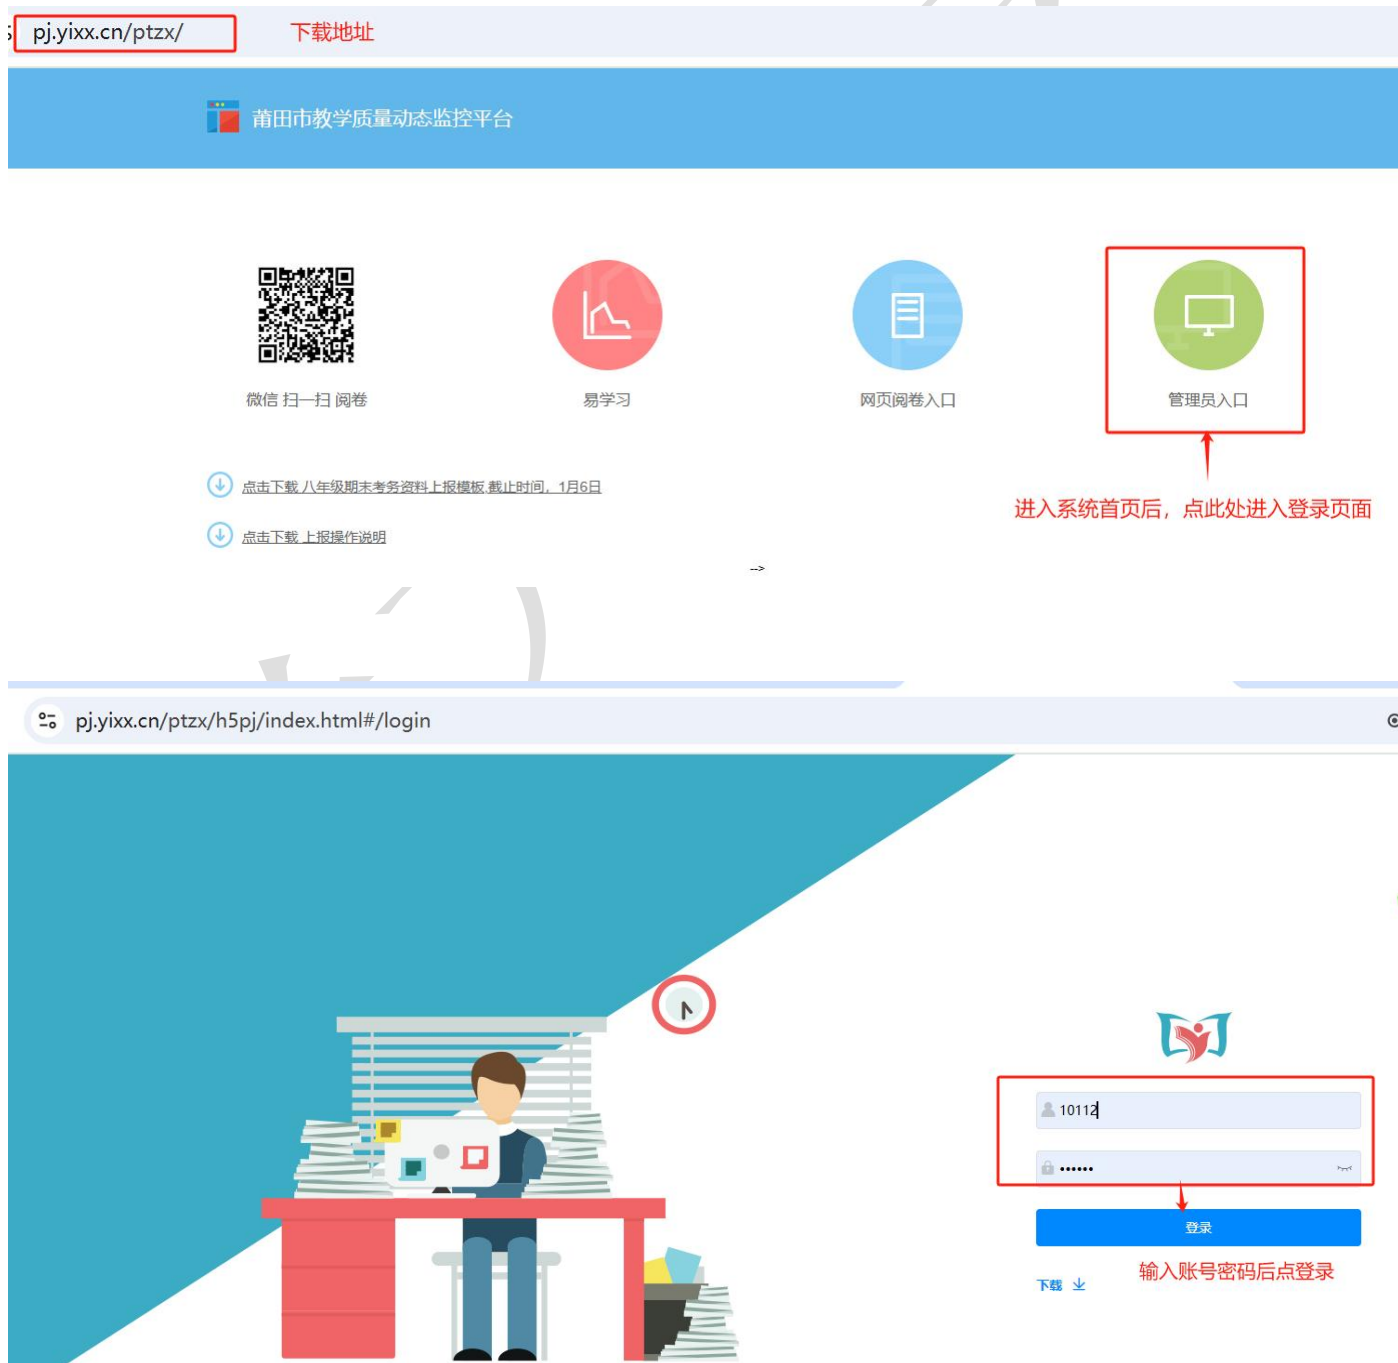 pj.yixx.cn/ptzx/ 下载地址
莆田市教学质量动态监控平台
微信 扫一扫 阅卷 易学习 网页阅卷入口 管理员入口
点击下载 八年级期末考务资料上报模板,截止时间，1月6日
进入系统首页后，点此处进入登录页面
点击下载 上报操作说明
-->
pj.yixx.cn/ptzx/h5pj/index.html#/login
10112
••••••
登录
输入账号密码后点登录
下载